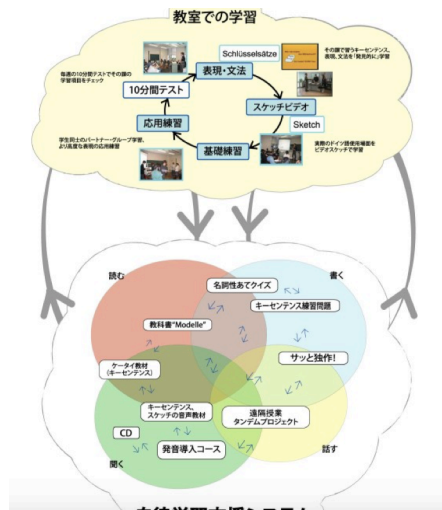 教室での学習
Schlüsselsätze
その課で習うキーセンテンス、
表現、文法を「発見的に」学習
毎週の10分間テストでその課の
学習項目をチェック
表現・文法
10分間テスト
スケッチビデオ
応用練習
Sketch
基礎練習
学生同士のパートナー・グループ学習、
より高度な表現の応用練習
実際のドイツ語使用場面を
ビデオスケッチで学習
読む
書く
名詞性あてクイズ
キーセンテンス練習問題
教科書"Modelle"
サッと独作!
ケータイ教材
(キーセンテンス)
キーセンテンス、
スケッチの音声教材
遠隔授業
タンデムプロジェクト
CD
発音導入コース
聞く
話す